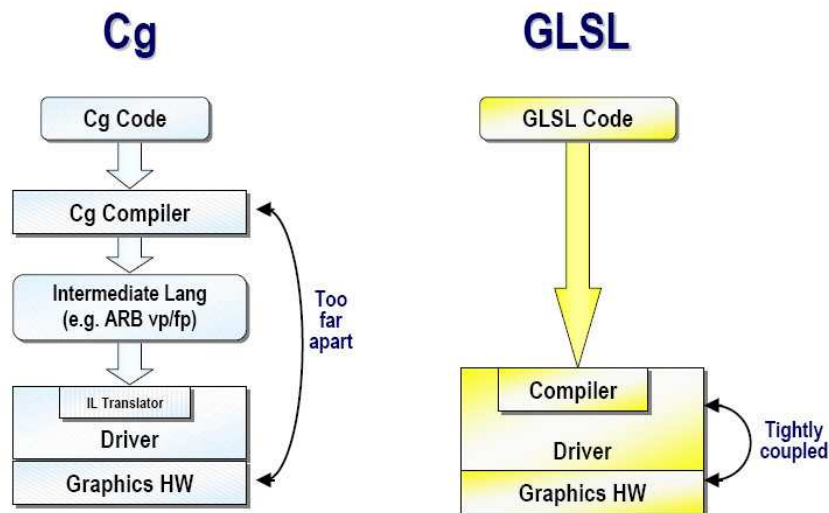 Cg
Cg Code
Cg Compiler
Intermediate Lang
(e.g. ARB vp/fp)
IL Translator
Driver
Graphics HW
Too
far
apart
GLSL
GLSL Code
Compiler
Driver
Graphics HW
Tightly
coupled